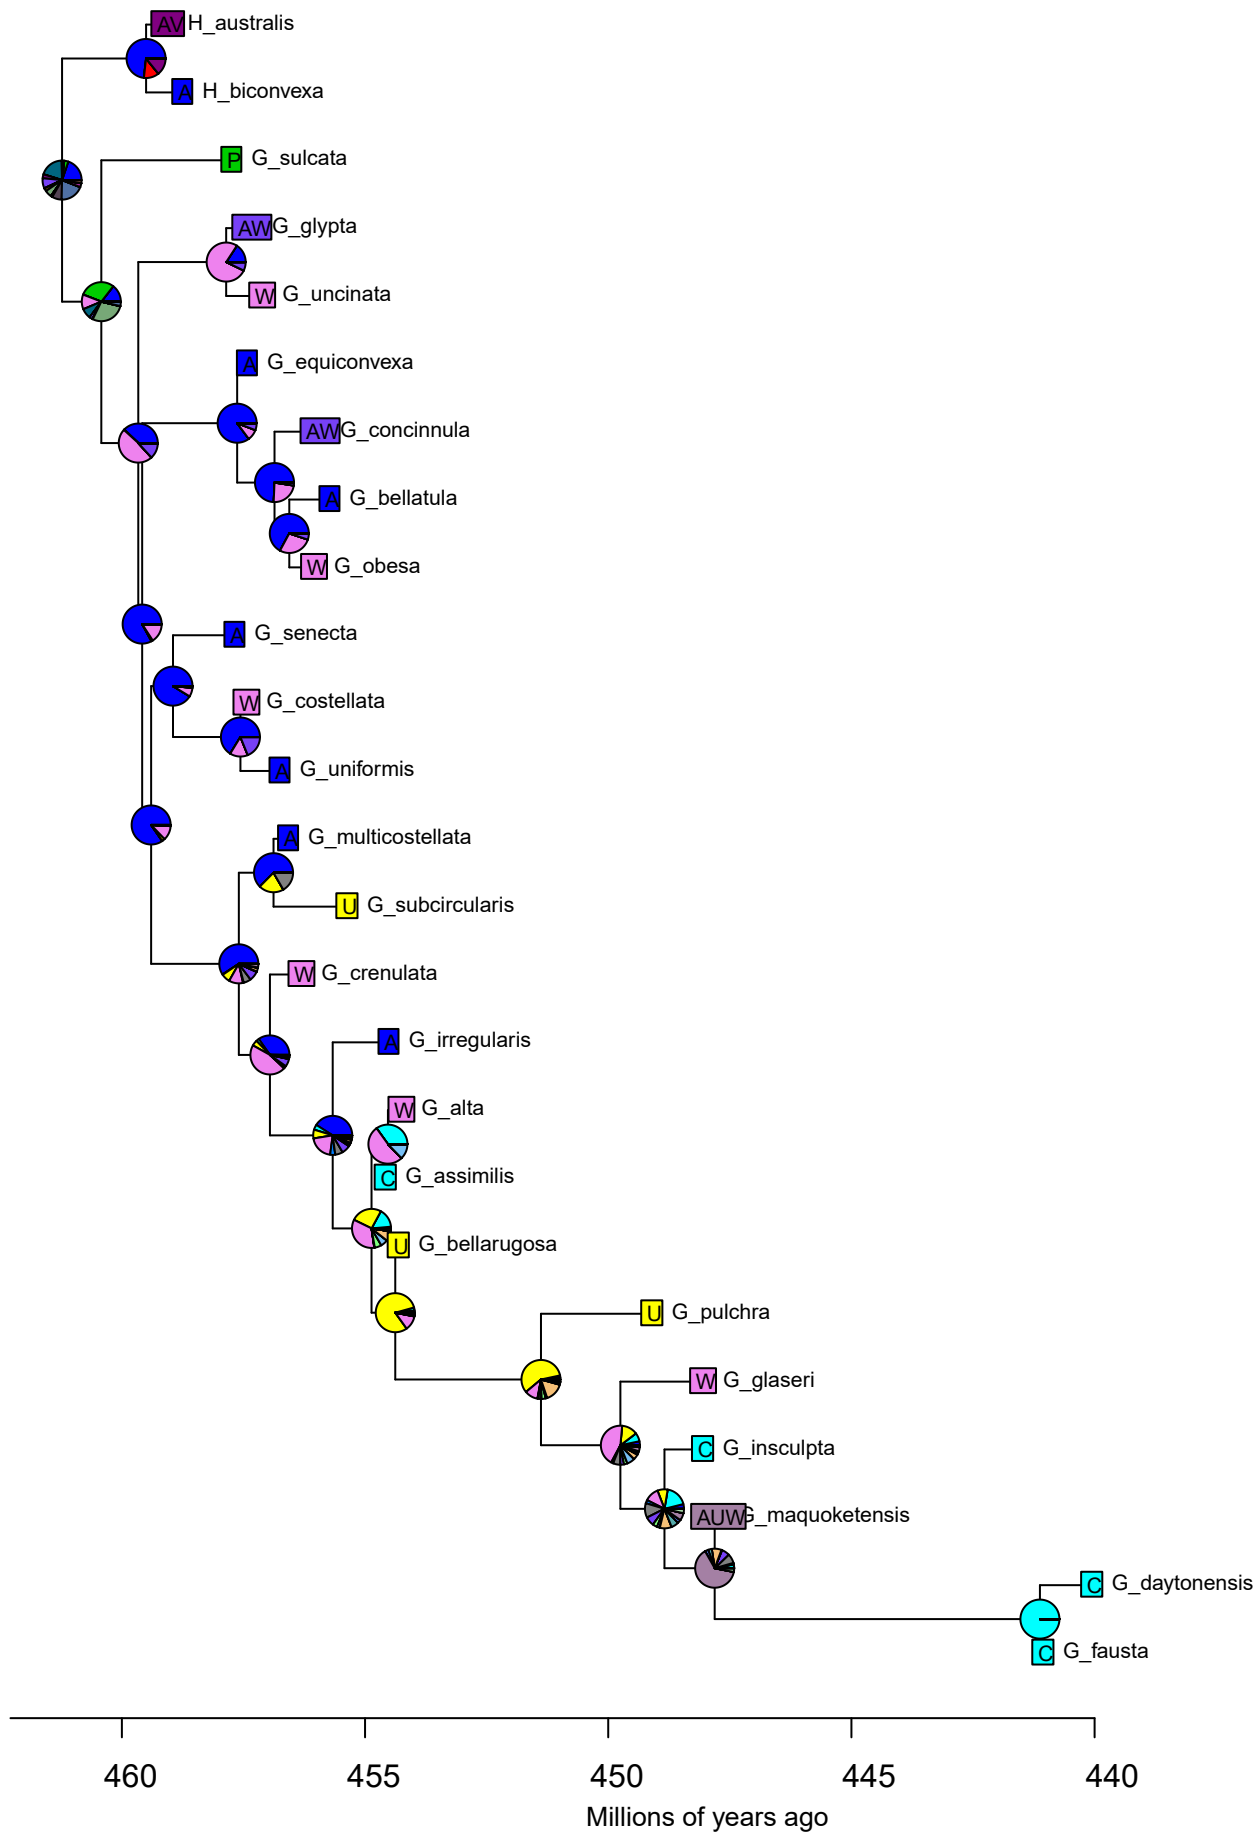 AV H_australis
A H_biconvexa
P G_sulcata
AW G_glypta
W G_uncinata
A G_equiconvexa
AW G_concinnula
A G_bellatula
W G_obesa
A G_senecta
W G_costellata
A G_uniformis
A G_multicostellata
U G_subcircularis
W G_crenulata
A G_irregularis
W G_alta
C G_assimilis
U G_bellarugosa
U G_pulchra
W G_glaseri
C G_insculpta
AUW G_maquoketensis
C G_daytonensis
C G_fausta
460 455 450 445 440
Millions of years ago